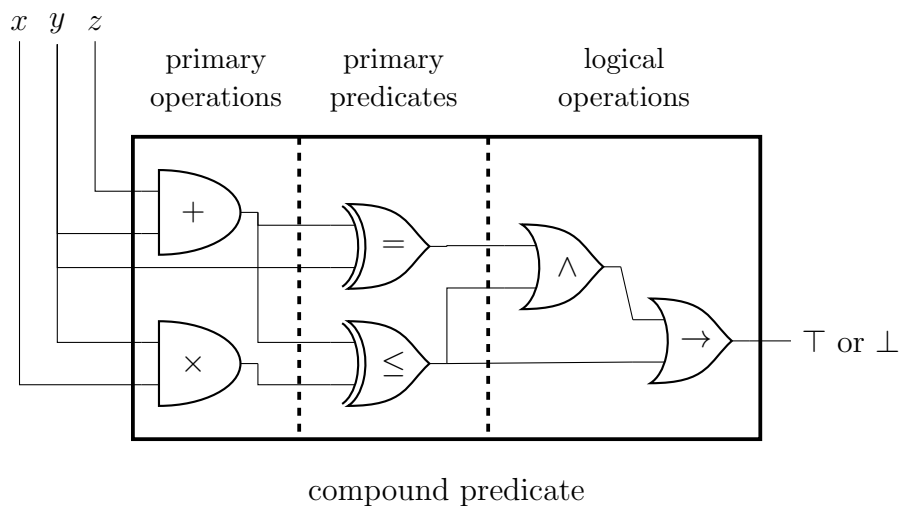 x y z
primary operations
primary predicates
logical operations
+
=
∧
×
≤
→
⊤ or ⊥
compound predicate